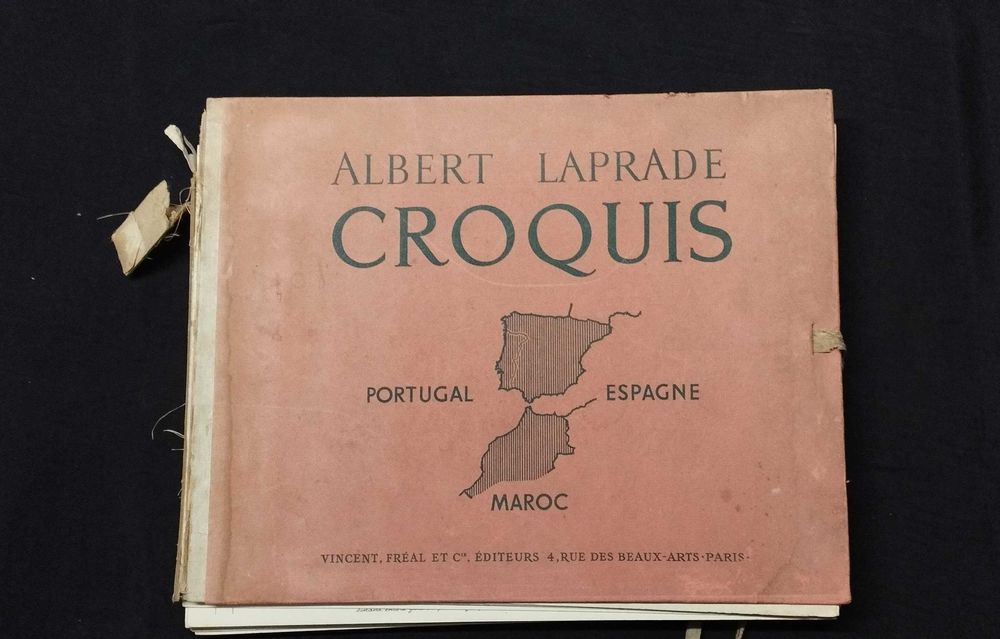 ALBERT LAPRADE
CROQUIS
PORTUGAL ESPAGNE
MAROC
VINCENT, FRÉAL ET Cie, ÉDITEURS 4, RUE DES BEAUX-ARTS · PARIS ·